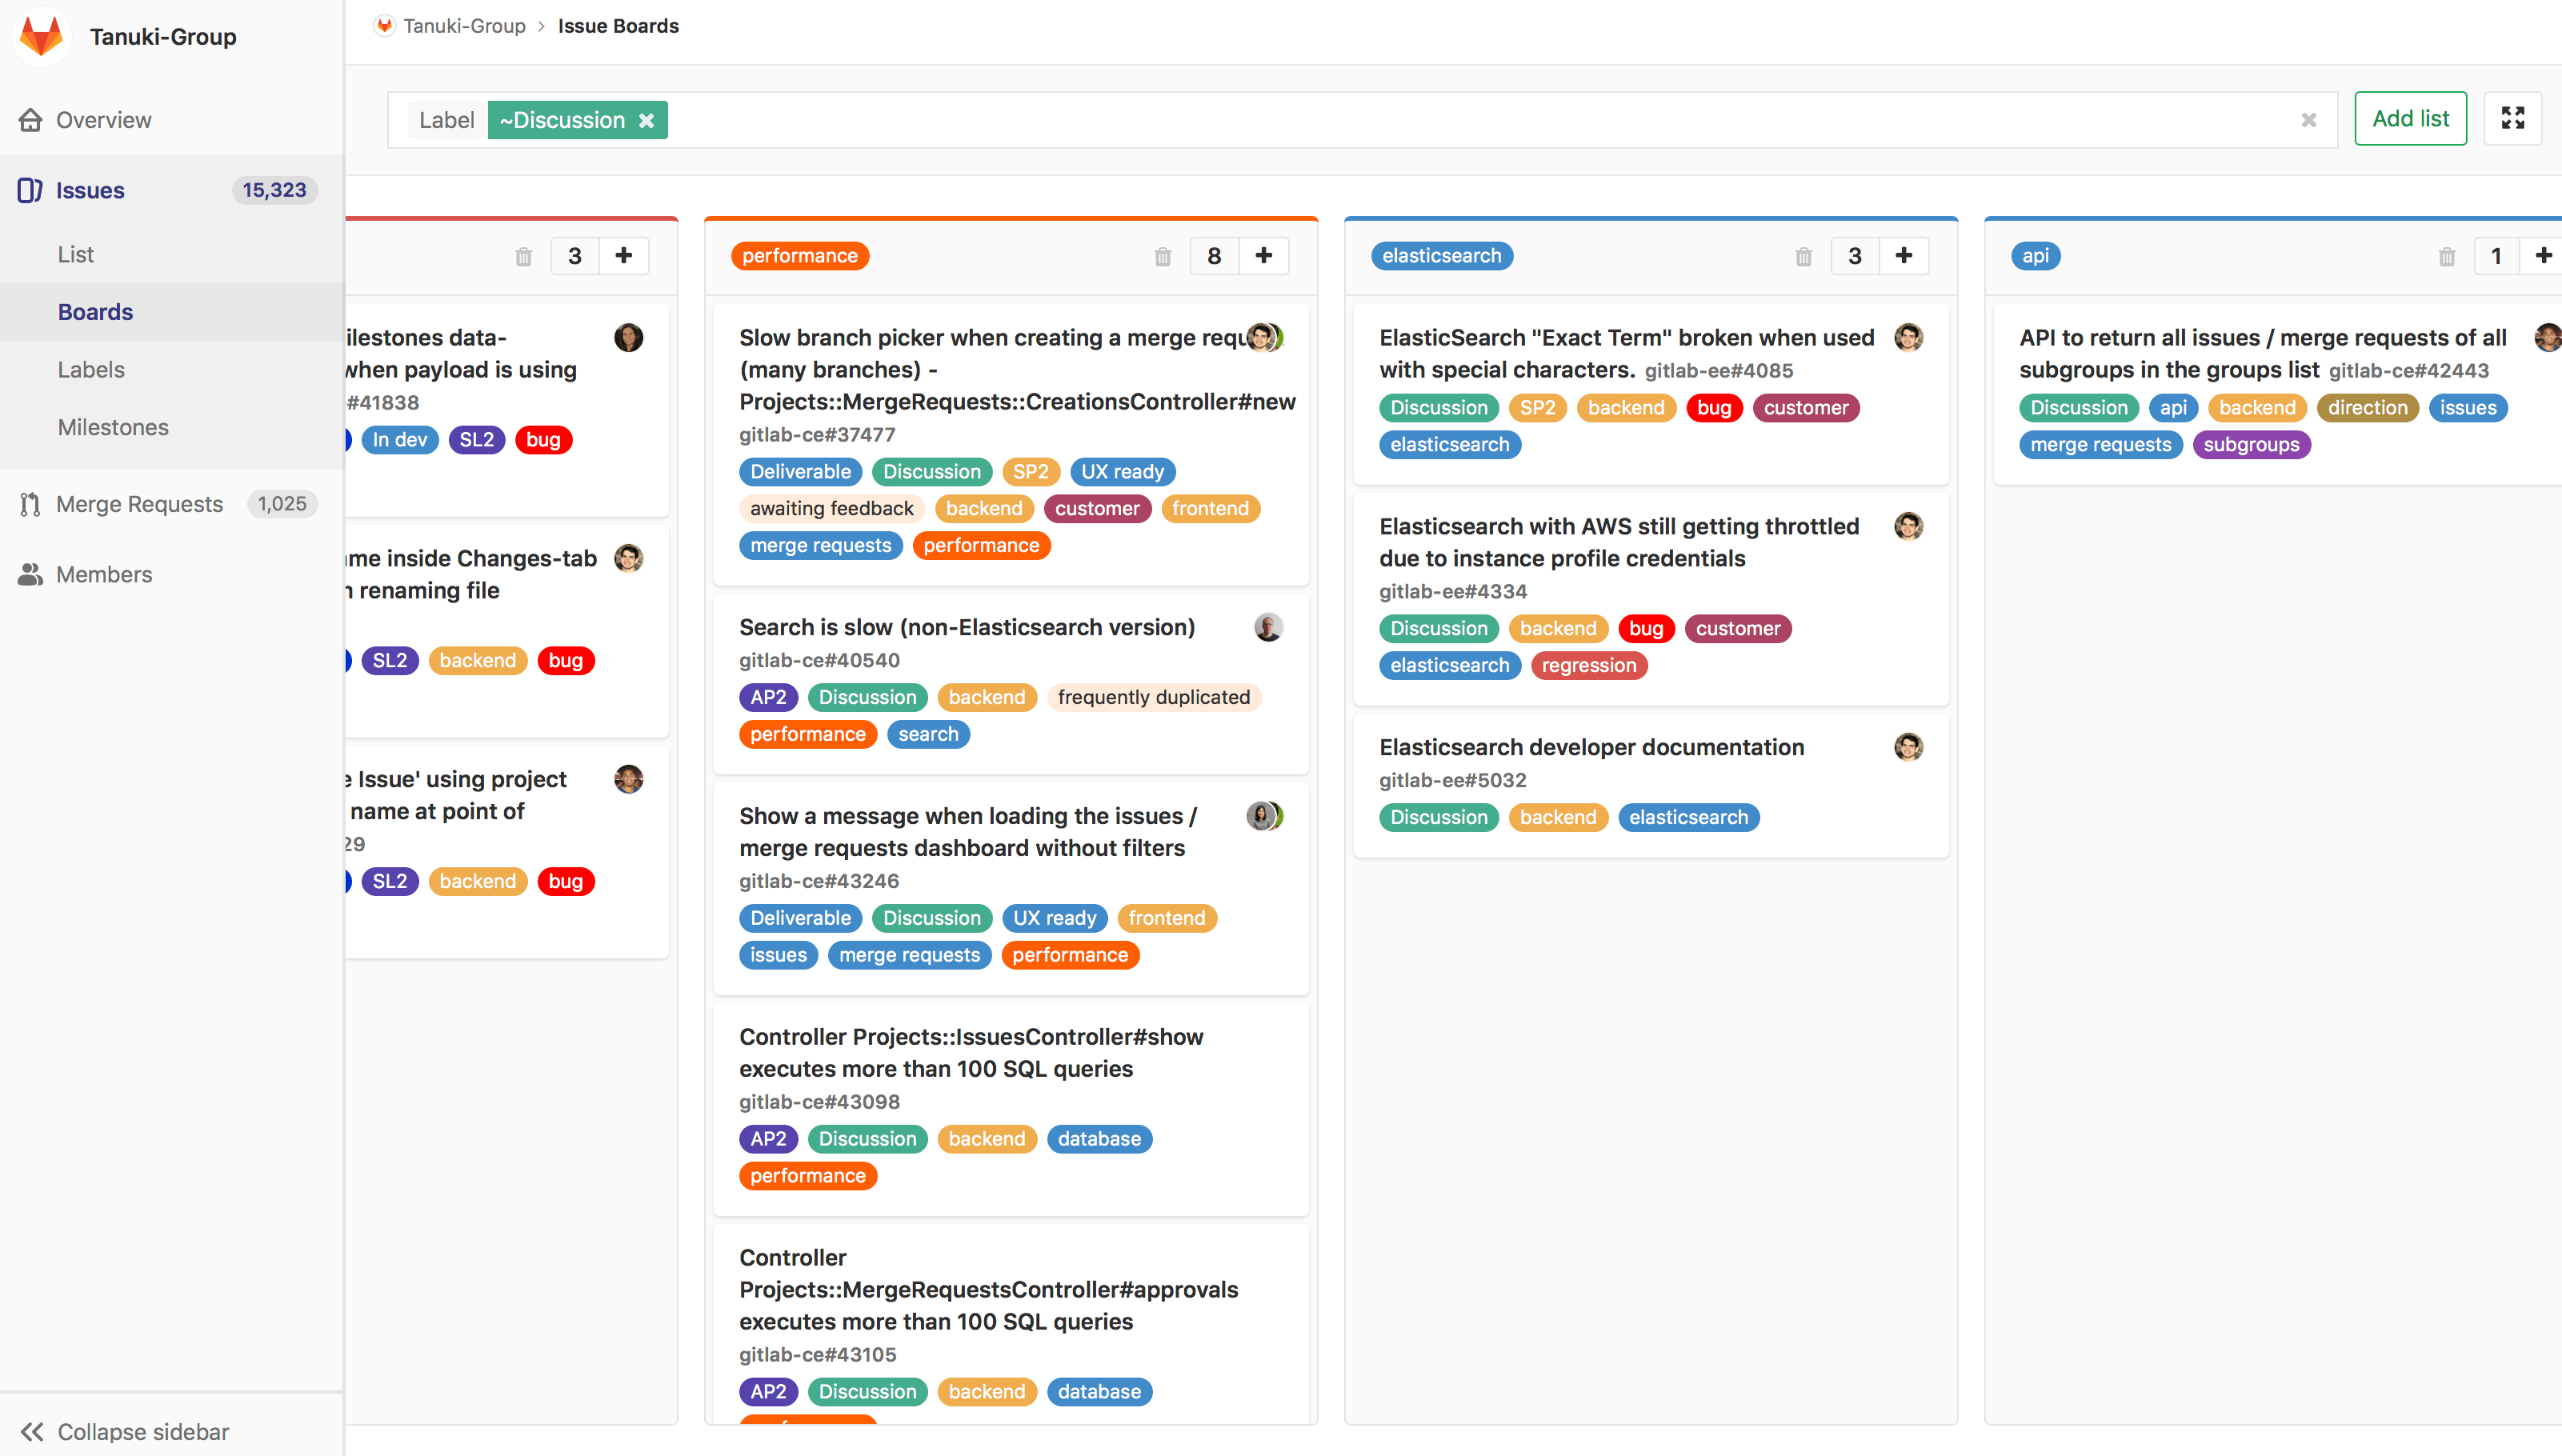 Tanuki-Group
Overview
Issues 15,323
List
Boards
Labels
Milestones
Merge Requests 1,025
Members
Collapse sidebar
Tanuki-Group > Issue Boards
Label ~Discussion
Add list
3
when payload is using
#41838
In dev SL2 bug
inside Changes-tab
renaming file
SL2 backend bug
Issue' using project
name at point of
29
SL2 backend bug
performance 8
Slow branch picker when creating a merge
(many branches) -
Projects::MergeRequests::CreationsController#new
gitlab-ce#37477
Deliverable Discussion SP2 UX ready
awaiting feedback backend customer frontend
merge requests performance
Search is slow (non-Elasticsearch version)
gitlab-ce#40540
AP2 Discussion backend frequently duplicated
performance search
Show a message when loading the issues /
merge requests dashboard without filters
gitlab-ce#43246
Deliverable Discussion UX ready frontend
issues merge requests performance
Controller Projects::IssuesController#show
executes more than 100 SQL queries
gitlab-ce#43098
AP2 Discussion backend database
performance
Controller
Projects::MergeRequestsController#approvals
executes more than 100 SQL queries
gitlab-ce#43105
AP2 Discussion backend database
elasticsearch 3
ElasticSearch "Exact Term" broken when used
with special characters. gitlab-ee#4085
Discussion SP2 backend bug customer
elasticsearch
Elasticsearch with AWS still getting throttled
due to instance profile credentials
gitlab-ee#4334
Discussion backend bug customer
elasticsearch regression
Elasticsearch developer documentation
gitlab-ee#5032
Discussion backend elasticsearch
api 1
API to return all issues / merge requests of all
subgroups in the groups list gitlab-ce#42443
Discussion api backend direction issues
merge requests subgroups